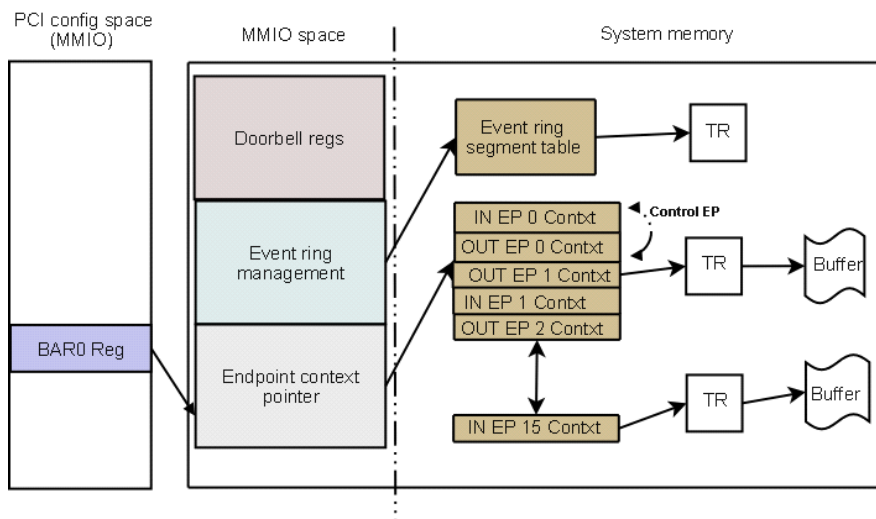 PCI config space
(MMIO)
MMIO space
System memory
Doorbell regs
Event ring
segment table
TR
IN EP 0 Contxt
Control EP
OUT EP 0 Contxt
Event ring
management
OUT EP 1 Contxt
TR
Buffer
IN EP 1 Contxt
OUT EP 2 Contxt
BAR0 Reg
Endpoint context
pointer
TR
Buffer
IN EP 15 Contxt